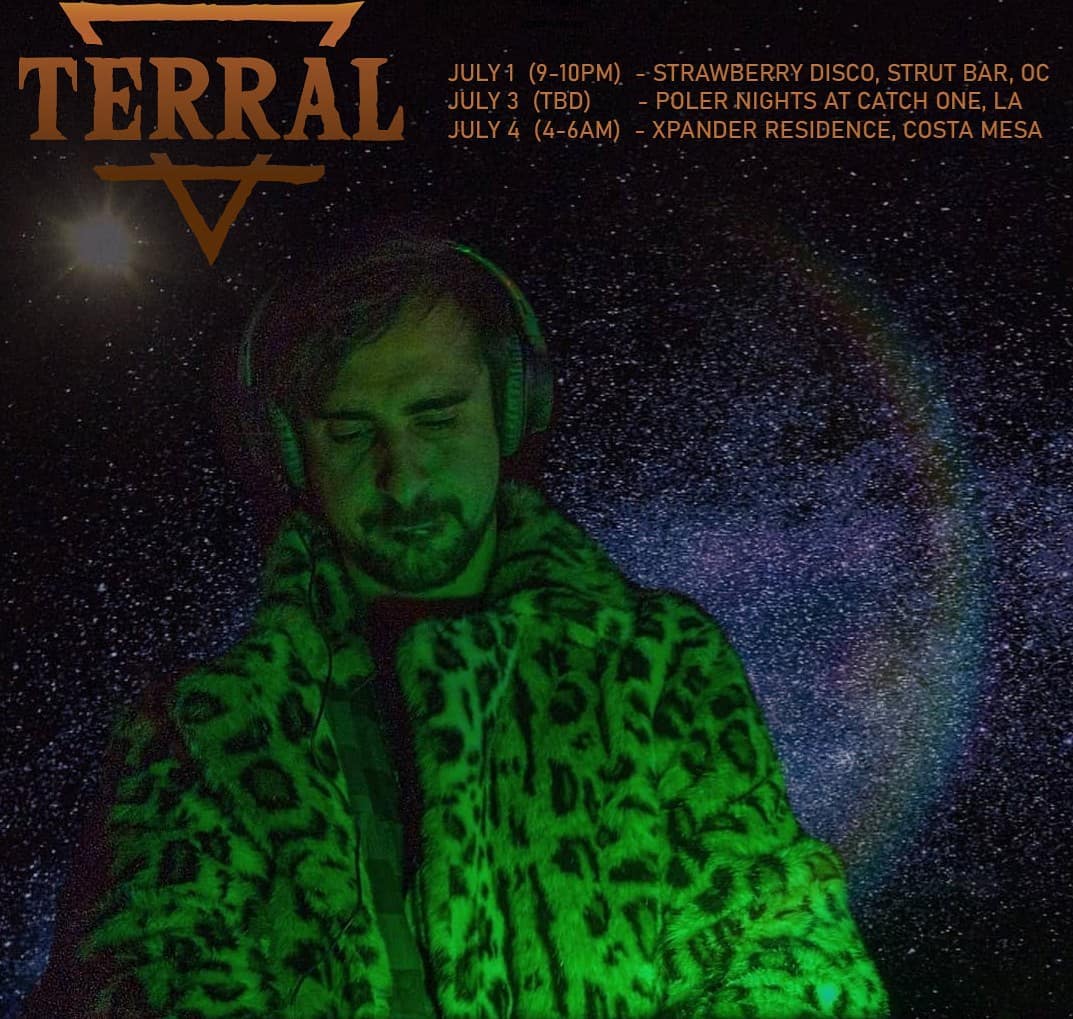 TERRAL
JULY 1 (9-10PM) - STRAWBERRY DISCO, STRUT BAR, OC
JULY 3 (TBD) - POLER NIGHTS AT CATCH ONE, LA
JULY 4 (4-6AM) - XPANDER RESIDENCE, COSTA MESA